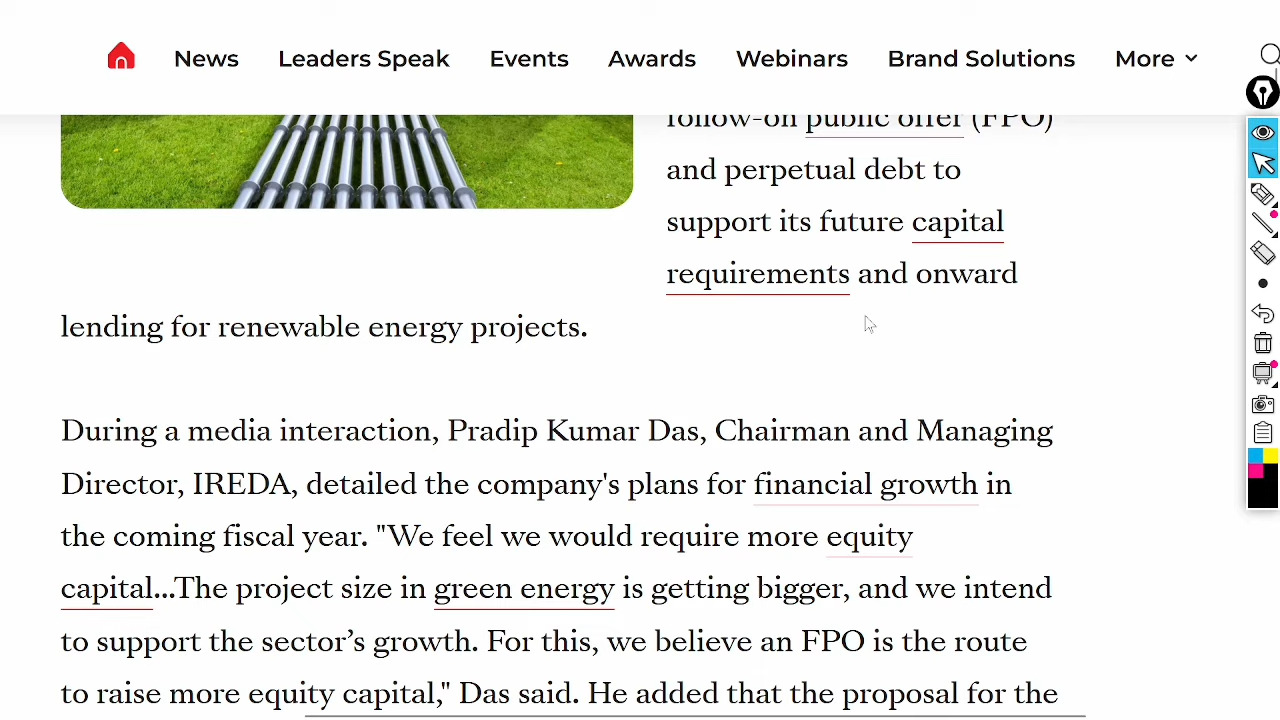 News Leaders Speak Events Awards Webinars Brand Solutions More
follow-on public offer (FPO)
and perpetual debt to
support its future capital
requirements and onward
lending for renewable energy projects.
During a media interaction, Pradip Kumar Das, Chairman and Managing
Director, IREDA, detailed the company's plans for financial growth in
the coming fiscal year. "We feel we would require more equity
capital...The project size in green energy is getting bigger, and we intend
to support the sector’s growth. For this, we believe an FPO is the route
to raise more equity capital," Das said. He added that the proposal for the